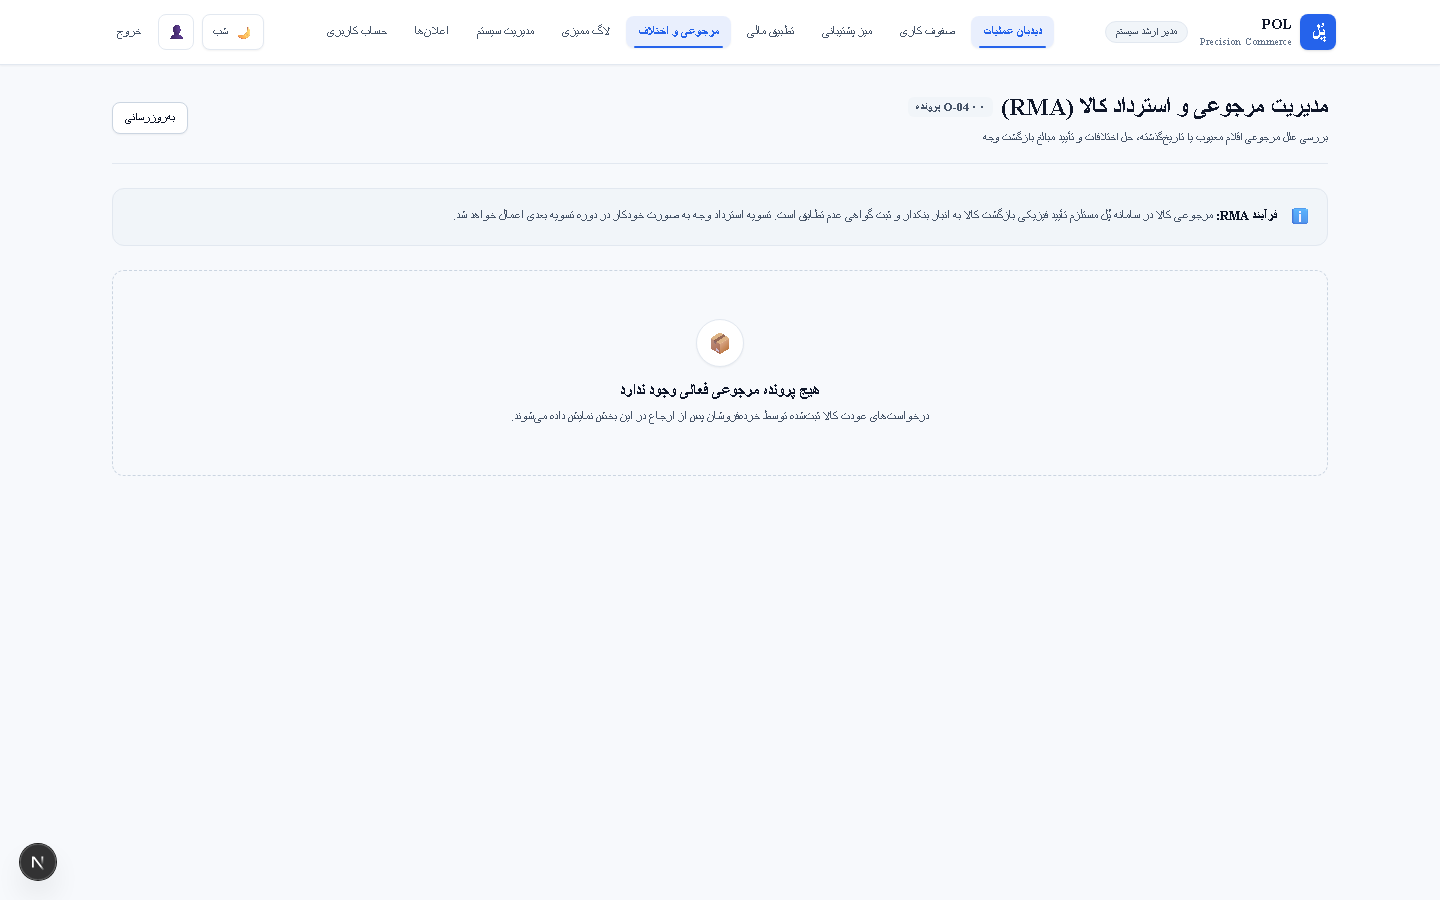 پُل
POL
Precision Commerce
مدیر ارشد سیستم
دیدبان عملیات
صفوف کاری
میز پشتیبانی
تطبیق مالی
مرجوعی و اختلاف
لاگ ممیزی
مدیریت سیستم
اعلان‌ها
حساب کاربری
شب
خروج
مدیریت مرجوعی و استرداد کالا (RMA)
O-04 ۰۰ پرونده
بررسی علل مرجوعی اقلام معیوب یا تاریخ‌گذشته، حل اختلافات و تأیید مبالغ بازگشت وجه
به‌روزرسانی
فرآیند RMA: مرجوعی کالا در سامانه پُل مستلزم تأیید فیزیکی بازگشت کالا به انبار بنکدار و ثبت گواهی عدم تطابق است. تسویه استرداد وجه به صورت خودکار در دوره تسویه بعدی اعمال خواهد شد.
هیچ پرونده مرجوعی فعالی وجود ندارد
درخواست‌های عودت کالا ثبت‌شده توسط خرده‌فروشان پس از ارجاع در این بخش نمایش داده می‌شوند.
N